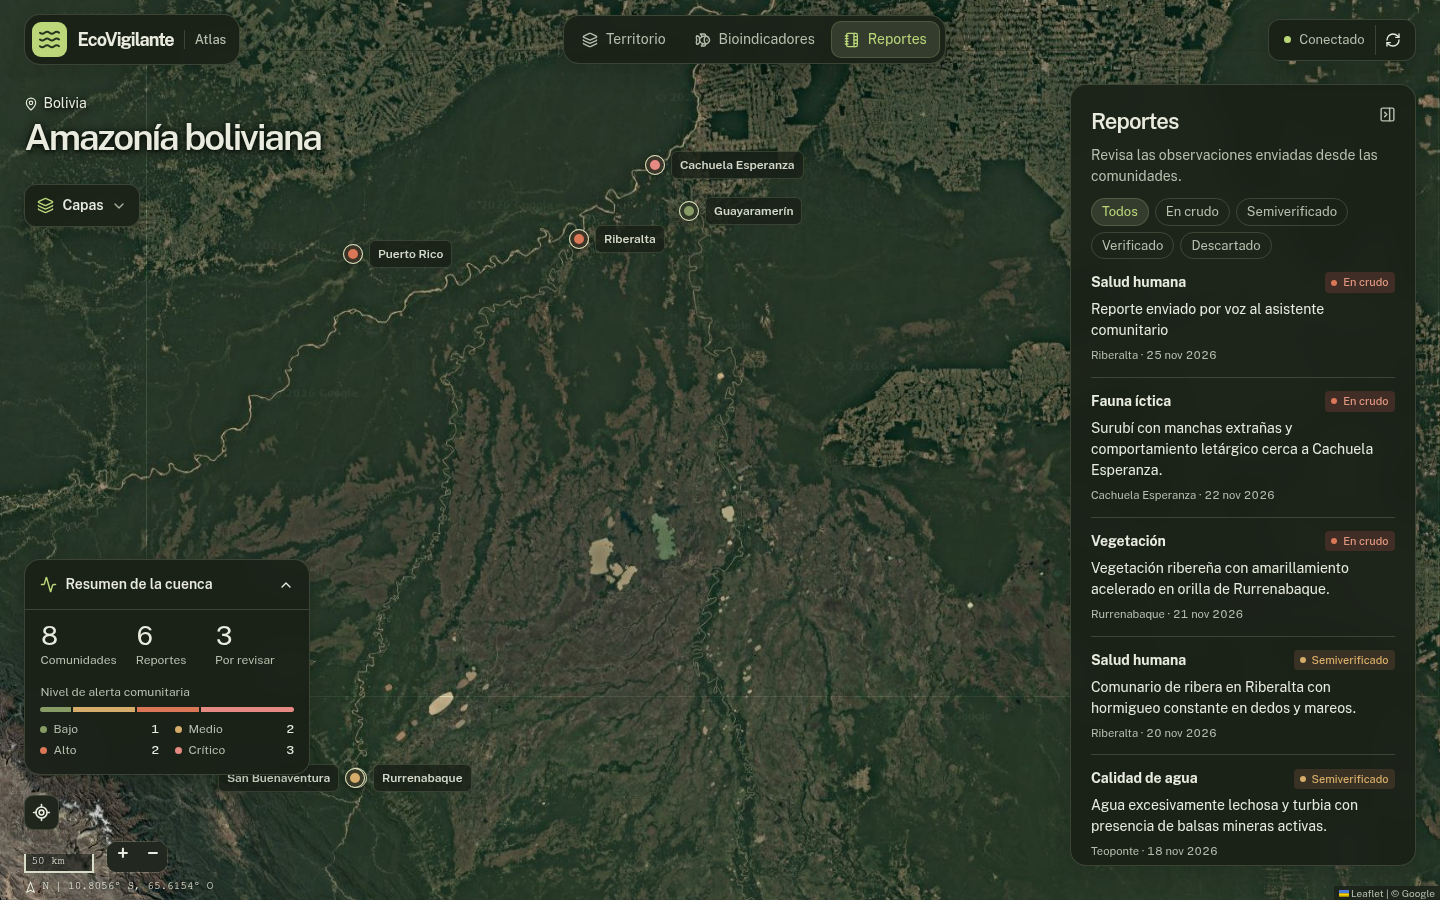 EcoVigilante
Atlas
Territorio
Bioindicadores
Reportes
Conectado
Bolivia
Amazonía boliviana
Capas
Cachuela Esperanza
Guayaramerín
Riberalta
Puerto Rico
San Buenaventura
Rurrenabaque
Resumen de la cuenca
8 6 3
Comunidades Reportes Por revisar
Nivel de alerta comunitaria
Bajo 1 Medio 2
Alto 2 Crítico 3
50 km
+ −
N | 10.8056° S, 65.6154° O
Reportes
Revisa las observaciones enviadas desde las
comunidades.
Todos En crudo Semiverificado
Verificado Descartado
Salud humana En crudo
Reporte enviado por voz al asistente
comunitario
Riberalta · 25 nov 2026
Fauna íctica En crudo
Surubí con manchas extrañas y
comportamiento letárgico cerca a Cachuela
Esperanza.
Cachuela Esperanza · 22 nov 2026
Vegetación En crudo
Vegetación ribereña con amarillamiento
acelerado en orilla de Rurrenabaque.
Rurrenabaque · 21 nov 2026
Salud humana Semiverificado
Comunario de ribera en Riberalta con
hormigueo constante en dedos y mareos.
Riberalta · 20 nov 2026
Calidad de agua Semiverificado
Agua excesivamente lechosa y turbia con
presencia de balsas mineras activas.
Teoponte · 18 nov 2026
Leaflet | © Google